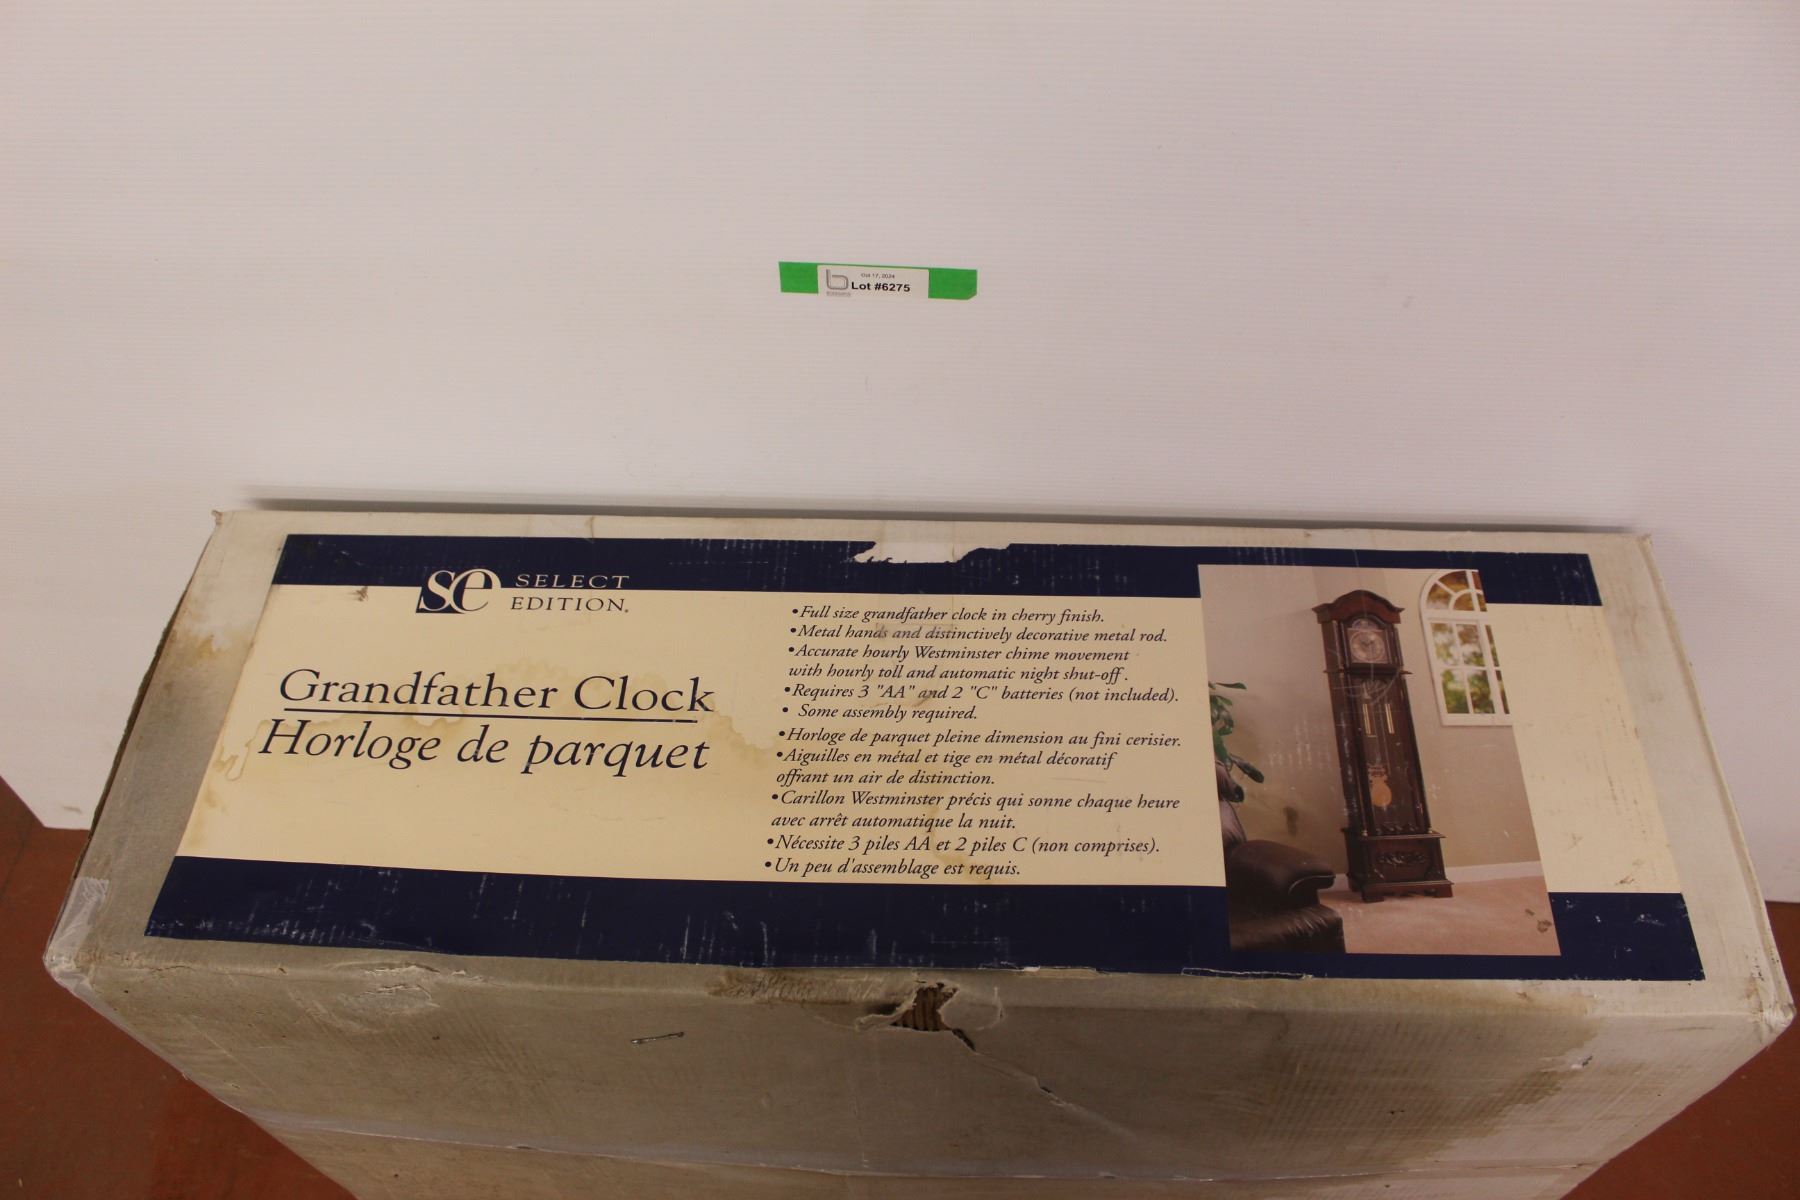 Oct 17, 2024
Lot #6275
se SELECT
EDITION®
Grandfather Clock
Horloge de parquet
•Full size grandfather clock in cherry finish.
•Metal hands and distinctively decorative metal rod.
•Accurate hourly Westminster chime movement
with hourly toll and automatic night shut-off.
•Requires 3 "AA" and 2 "C" batteries (not included).
• Some assembly required.
•Horloge de parquet pleine dimension au fini cerisier.
•Aiguilles en métal et tige en métal décoratif
offrant un air de distinction.
•Carillon Westminster précis qui sonne chaque heure
avec arrêt automatique la nuit.
•Nécessite 3 piles AA et 2 piles C (non comprises).
•Un peu d'assemblage est requis.